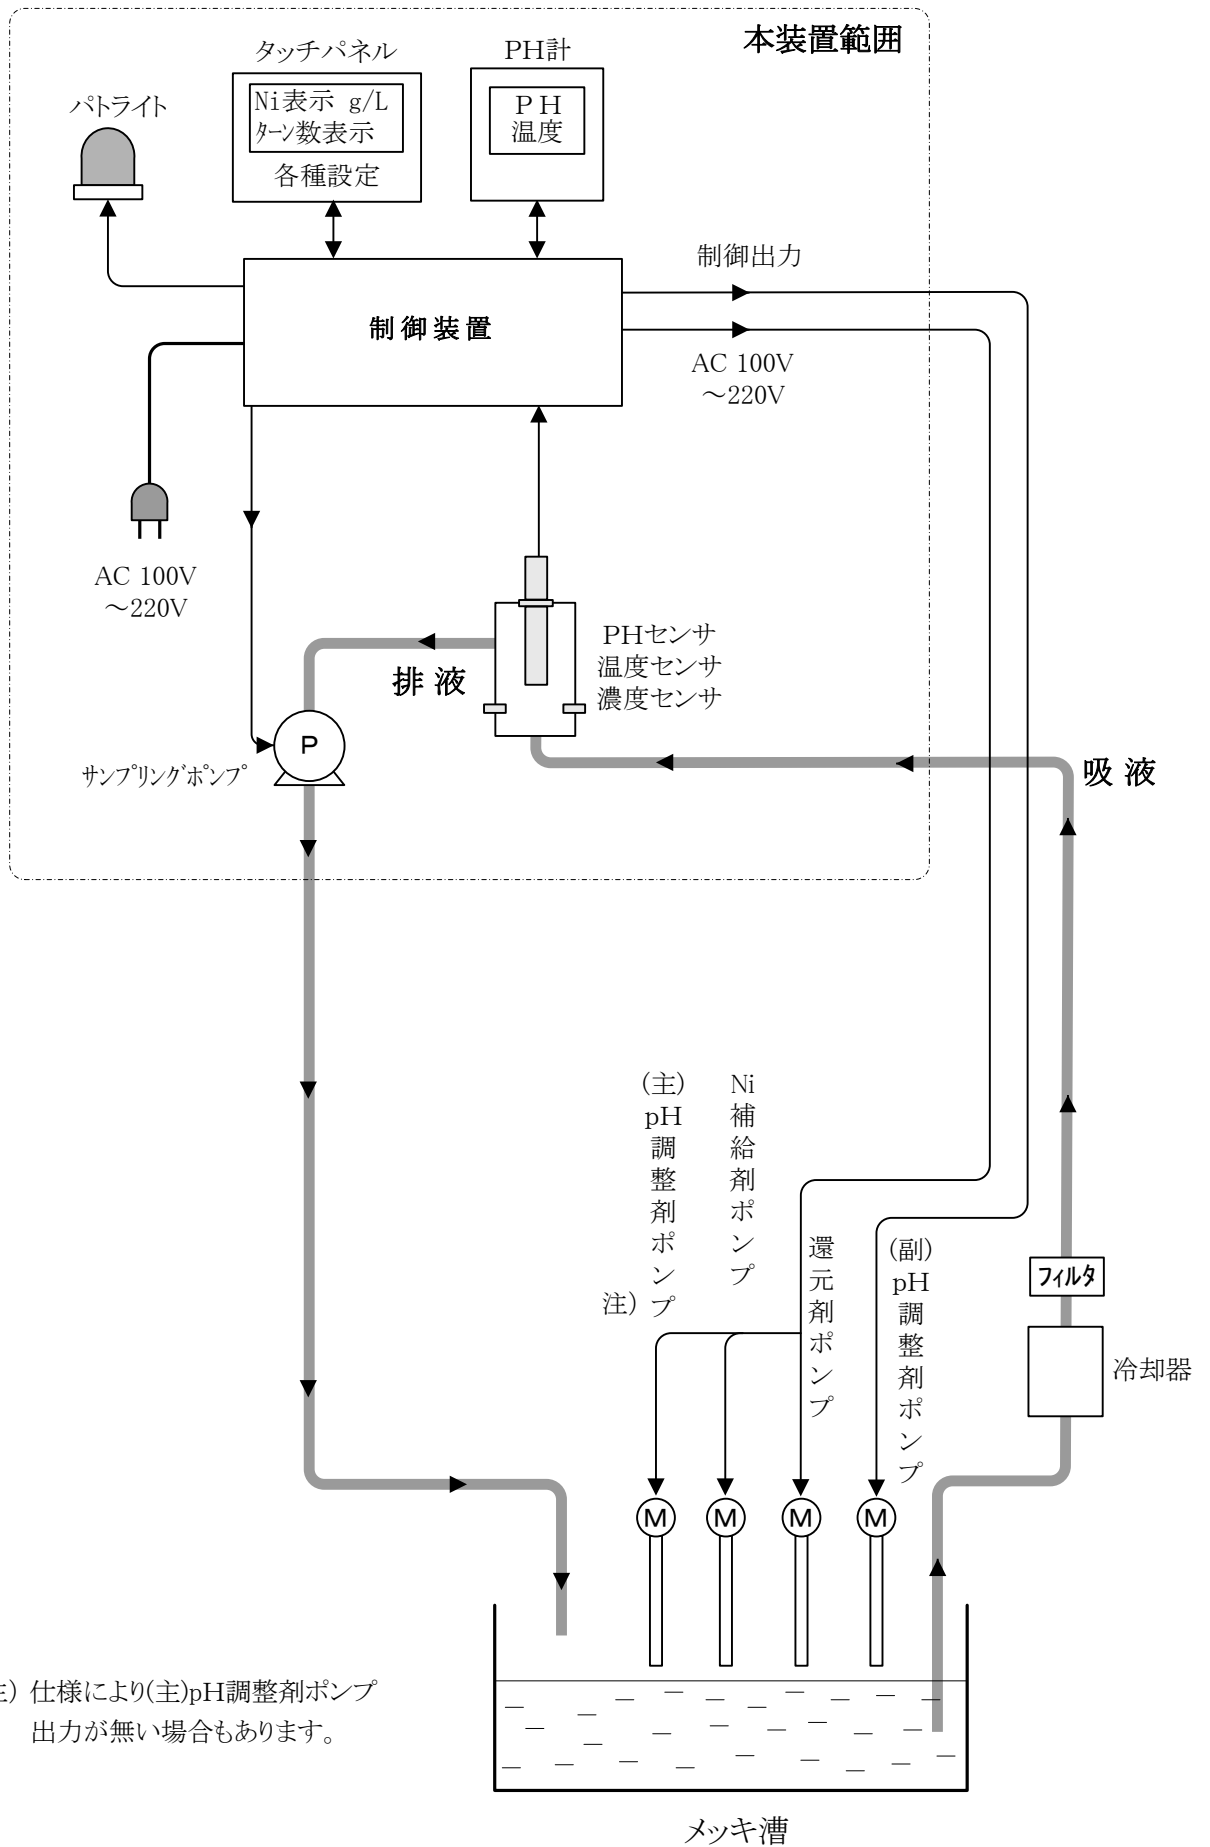 本装置範囲
タッチパネル
PH計
パトライト
Ni表示 g/L
ターン数表示
各種設定
ＰＨ
温度
制御出力
制御装置
AC 100V
～220V
AC 100V
～220V
PHセンサ
温度センサ
濃度センサ
排液
P
サンプリングポンプ
吸液
(主)pH調整剤ポンプ
注)
Ni補給剤ポンプ
還元剤ポンプ
(副)pH調整剤ポンプ
フィルタ
冷却器
M
M
M
M
) 仕様により(主)pH調整剤ポンプ
出力が無い場合もあります。
メッキ槽